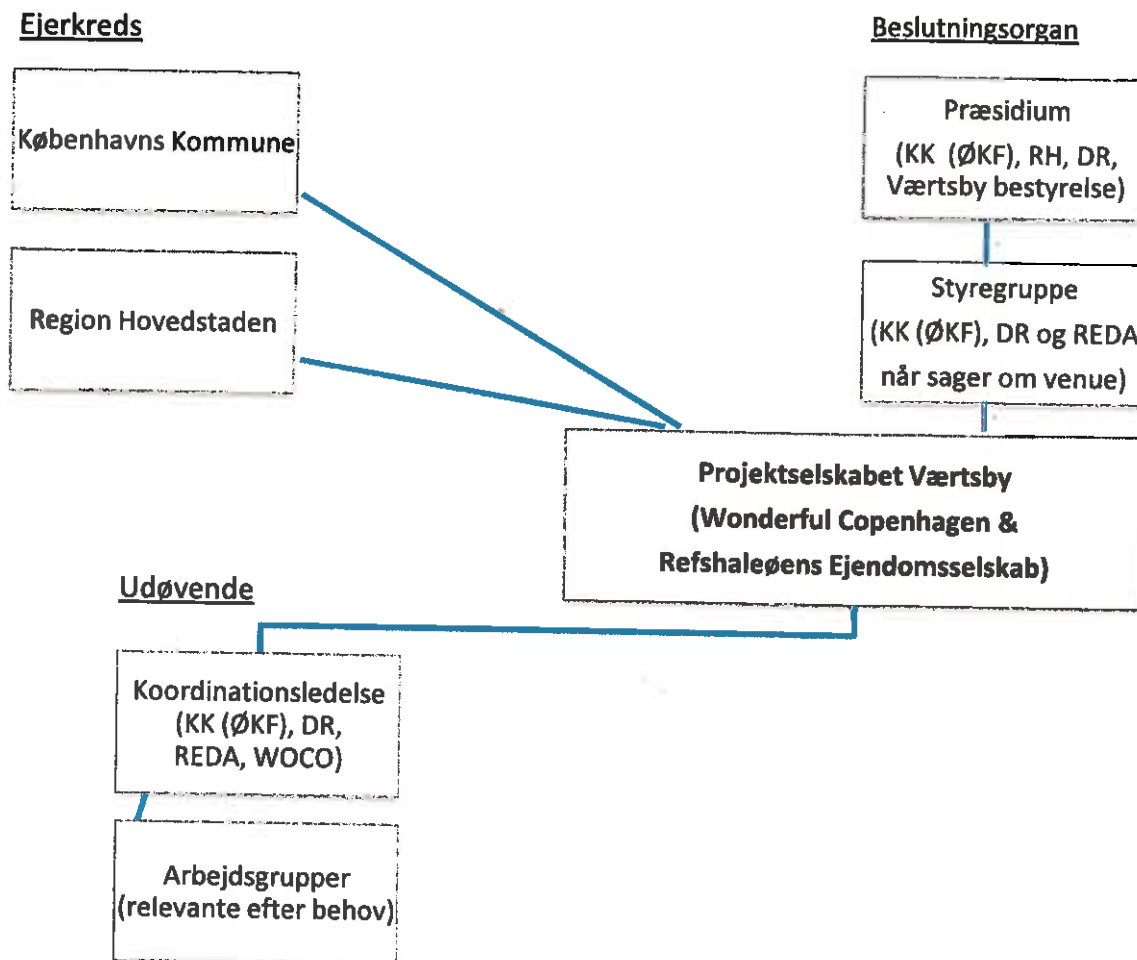 Ejerkreds
Københavns Kommune
Region Hovedstaden
Beslutningsorgan
Præsidium
(KK (ØKF), RH, DR,
Værtsby bestyrelse)
Styregruppe
(KK (ØKF), DR og REDA
når sager om venue)
Projektselskabet Værtsby
(Wonderful Copenhagen &
Refshaleøens Ejendomsselskab)
Udøvende
Koordinationsledelse
(KK (ØKF), DR,
REDA, WOCO)
Arbejdsgrupper
(relevante efter behov)